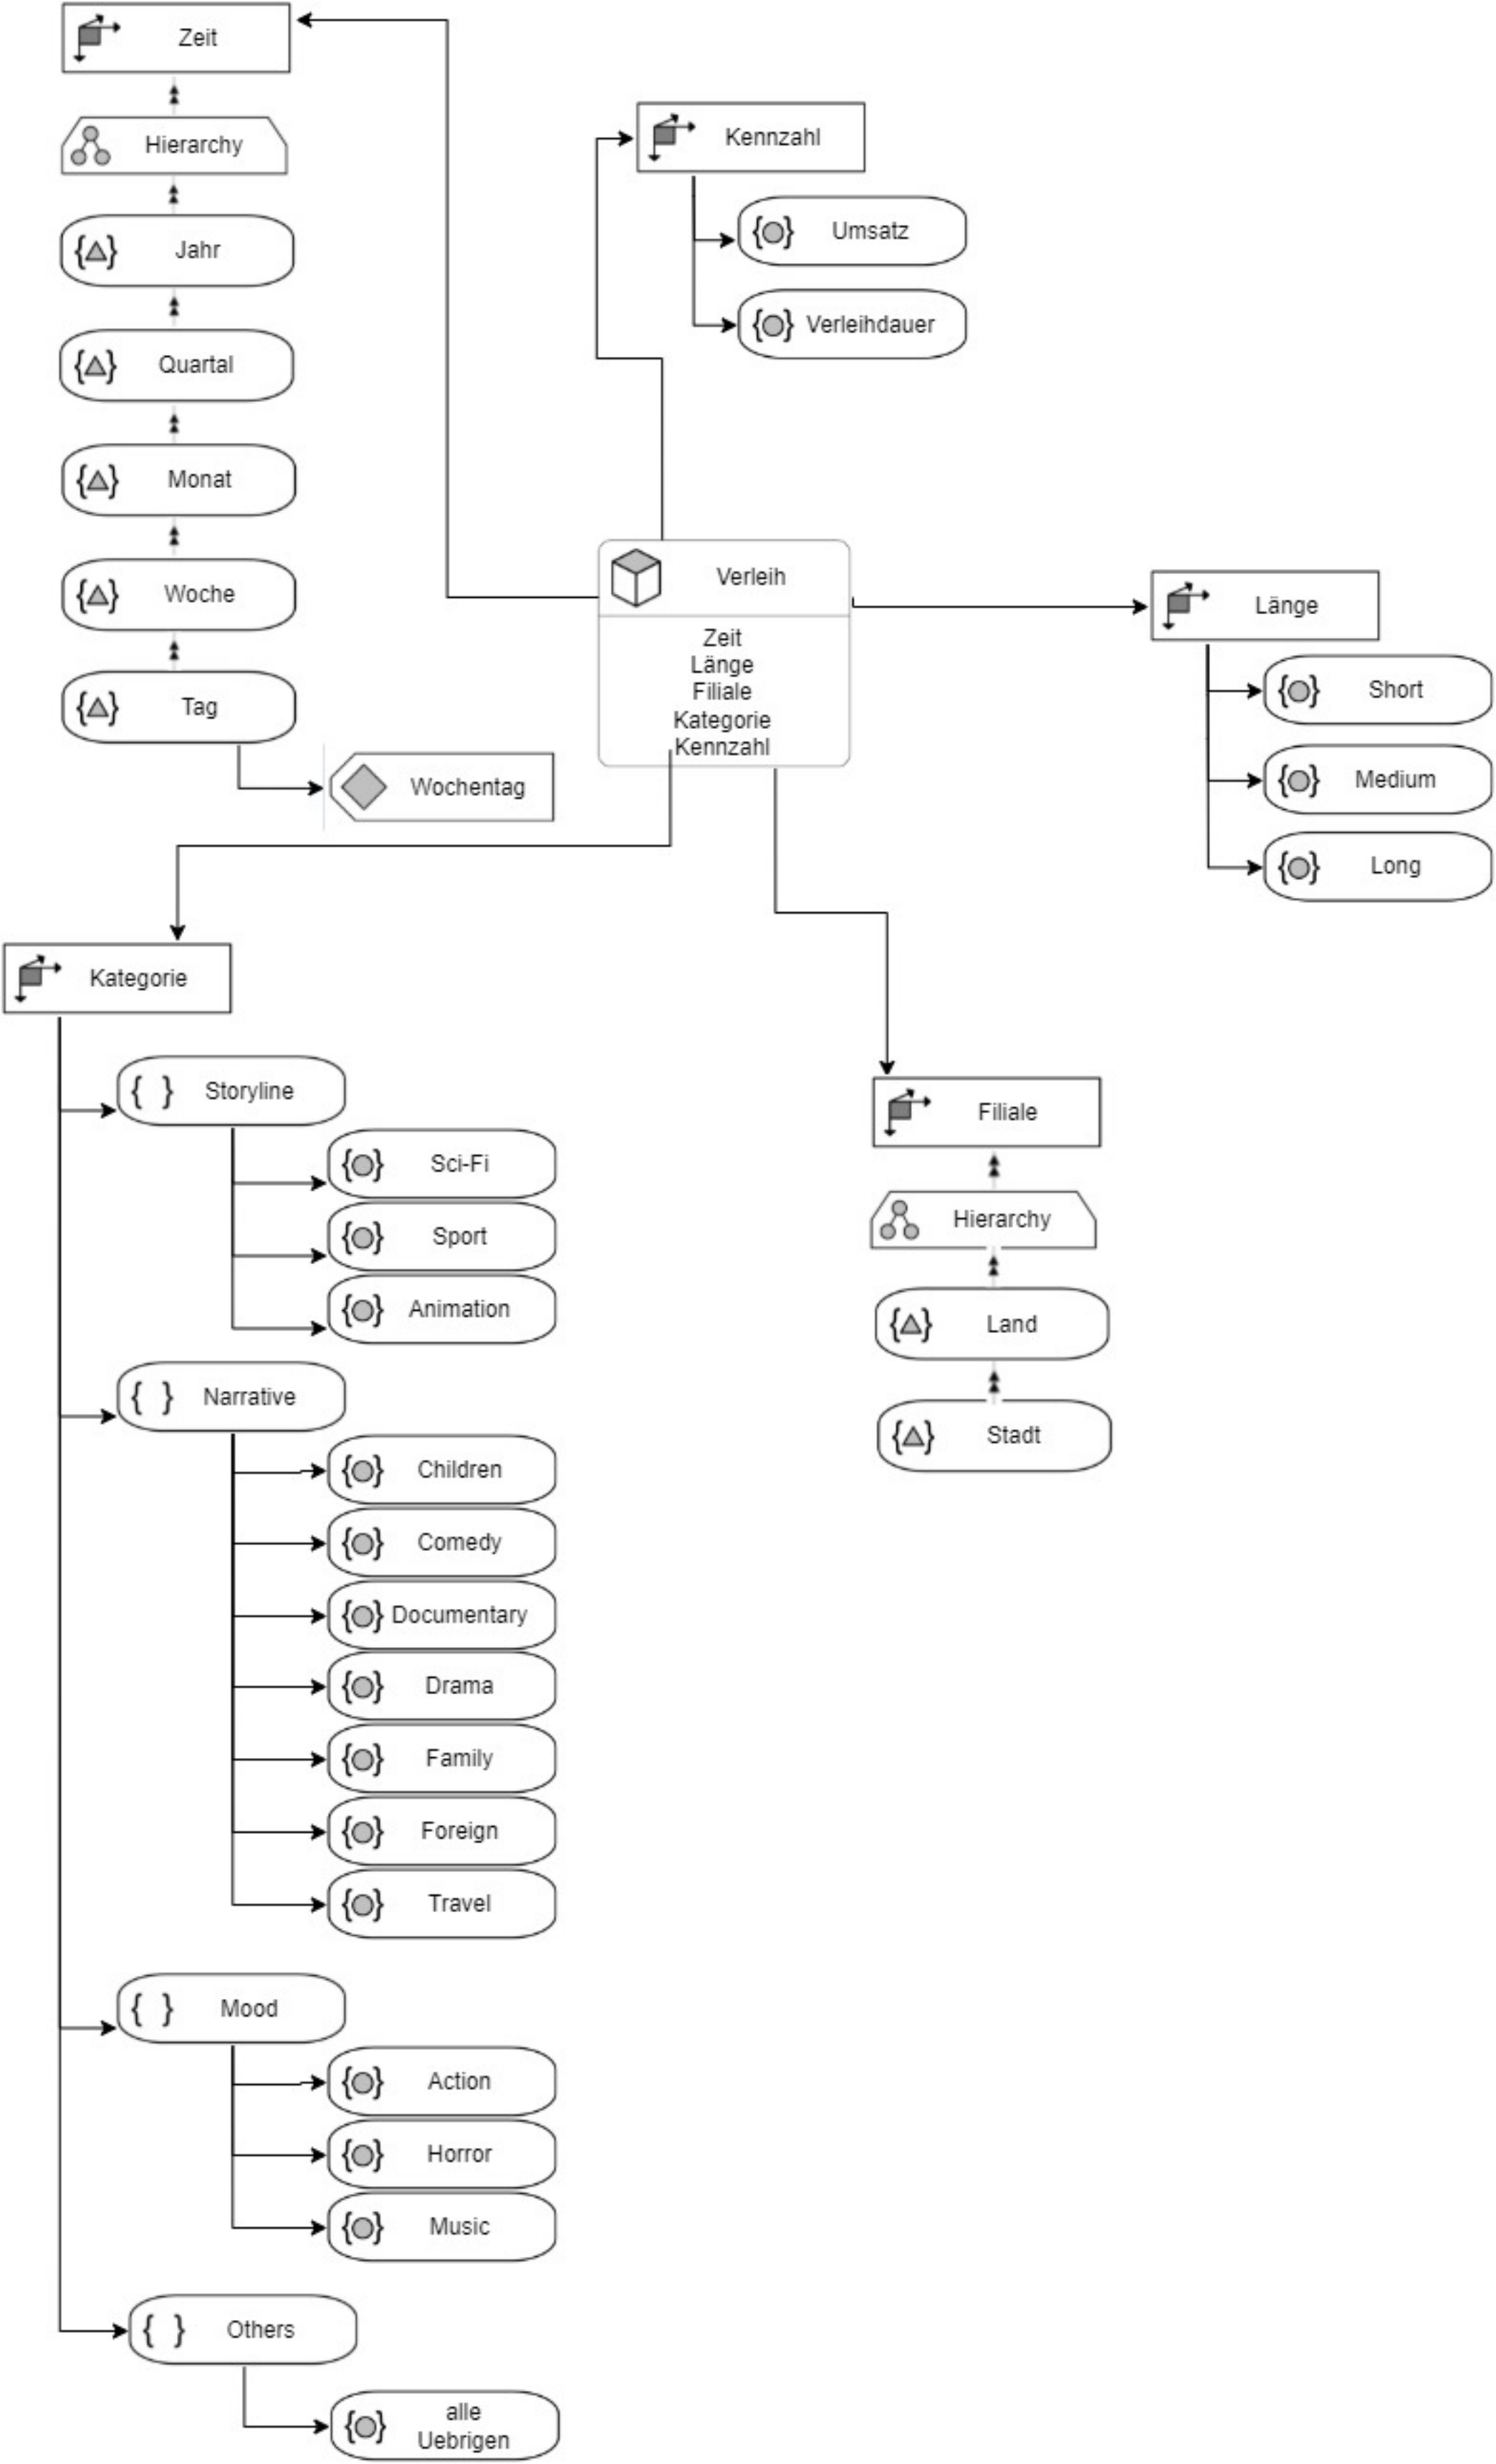 Zeit
Hierarchy
Jahr
Quartal
Monat
Woche
Tag
Wochentag
Kennzahl
Umsatz
Verleihdauer
Verleih
Zeit
Länge
Filiale
Kategorie
Kennzahl
Länge
Short
Medium
Long
Kategorie
Storyline
Sci-Fi
Sport
Animation
Narrative
Children
Comedy
Documentary
Drama
Family
Foreign
Travel
Mood
Action
Horror
Music
Others
alle
Uebrigen
Filiale
Hierarchy
Land
Stadt